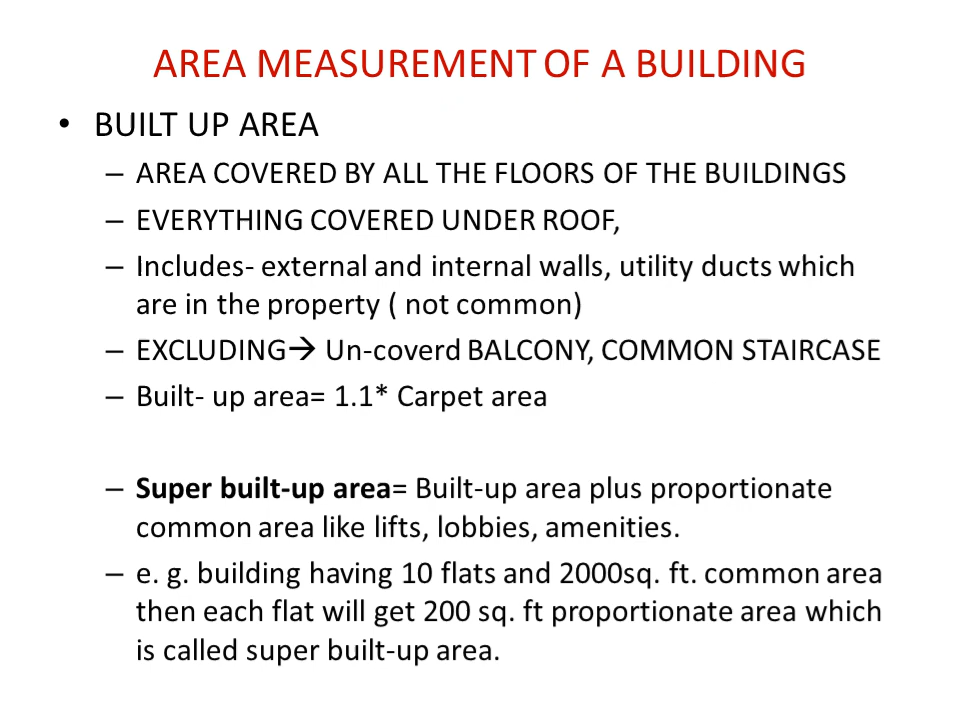 AREA MEASUREMENT OF A BUILDING
• BUILT UP AREA
– AREA COVERED BY ALL THE FLOORS OF THE BUILDINGS
– EVERYTHING COVERED UNDER ROOF,
– Includes- external and internal walls, utility ducts which
are in the property ( not common)
– EXCLUDING→ Un-coverd BALCONY, COMMON STAIRCASE
– Built- up area= 1.1* Carpet area
– Super built-up area= Built-up area plus proportionate
common area like lifts, lobbies, amenities.
– e. g. building having 10 flats and 2000sq. ft. common area
then each flat will get 200 sq. ft proportionate area which
is called super built-up area.